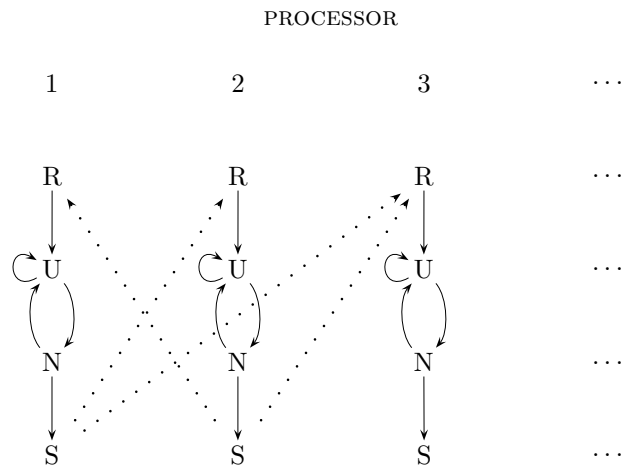 PROCESSOR
1 2 3 ...
R R R ...
U U U ...
N N N ...
S S S ...